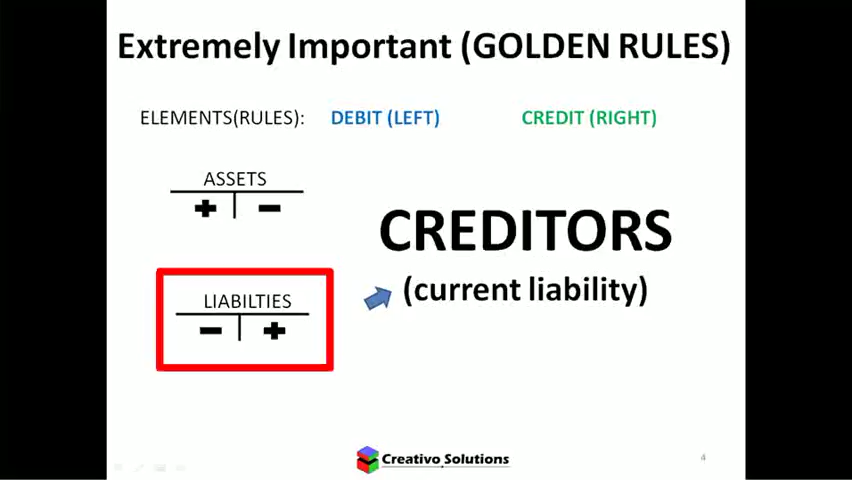 Extremely Important (GOLDEN RULES)
ELEMENTS(RULES): DEBIT (LEFT) CREDIT (RIGHT)
ASSETS
+ −
CREDITORS
(current liability)
LIABILTIES
− +
Creativo Solutions
4